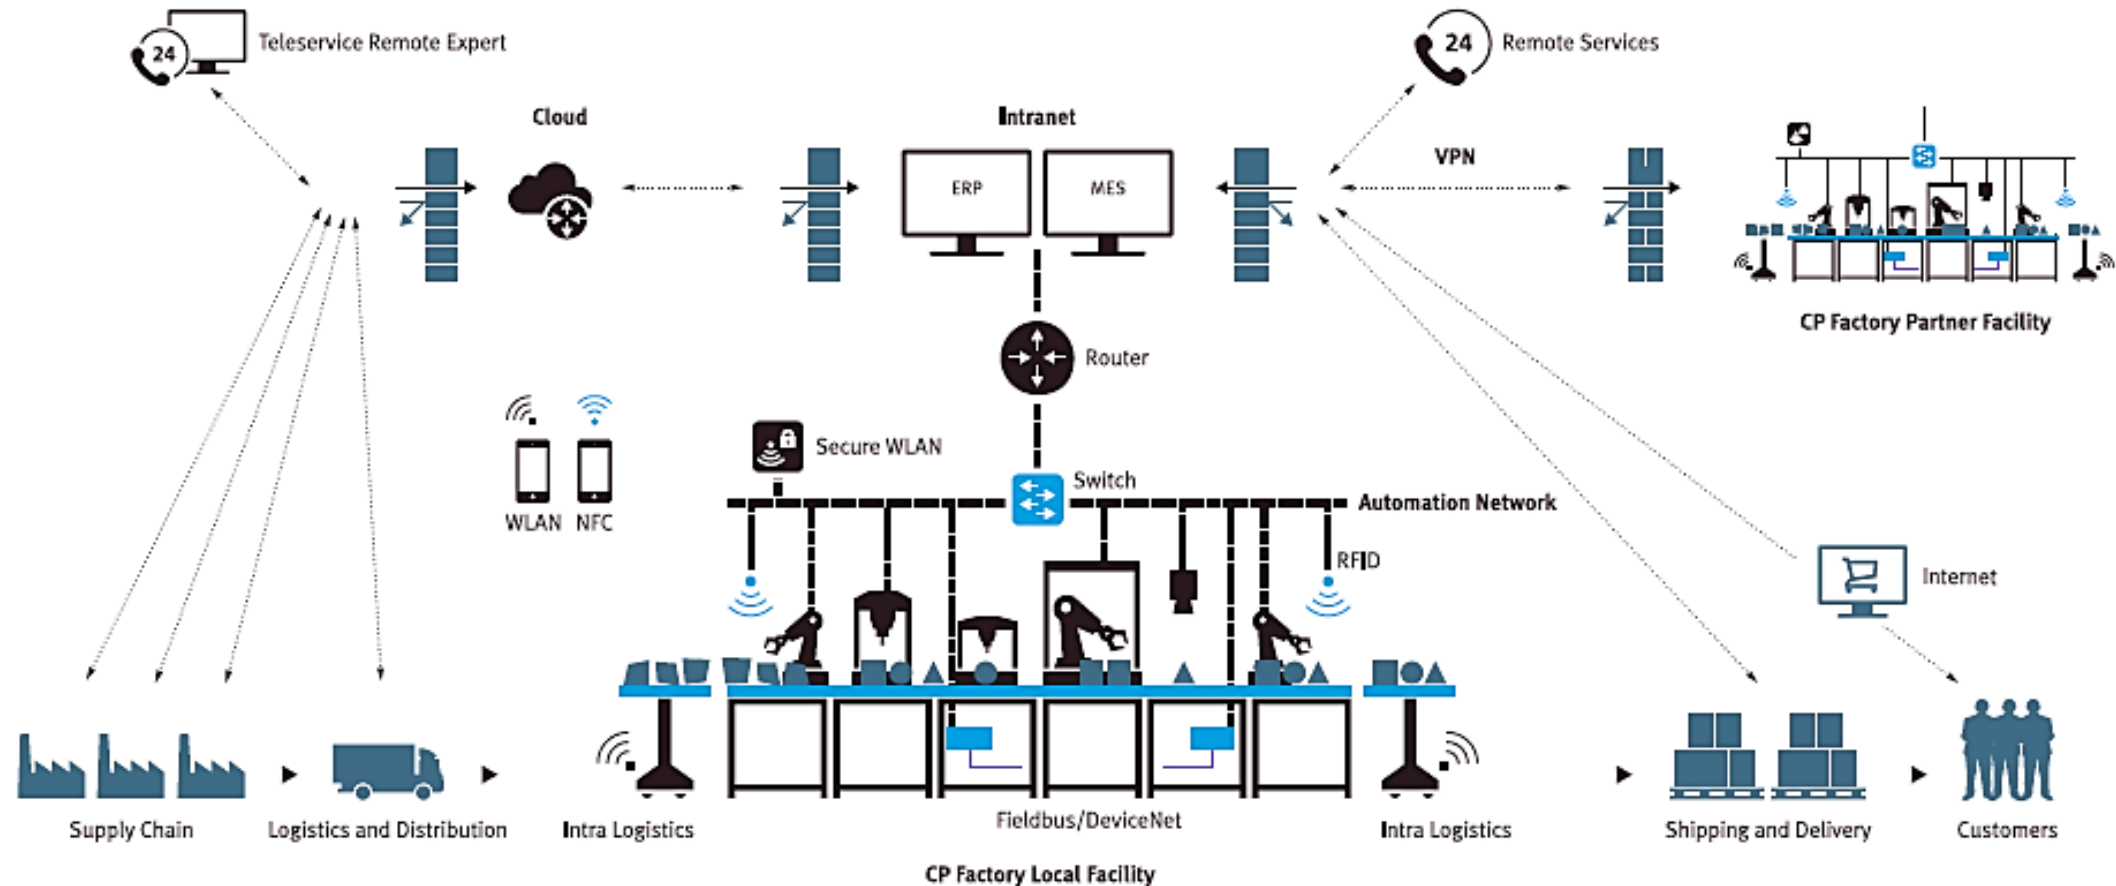 24
Teleservice Remote Expert
24
Remote Services
Cloud
Intranet
VPN
ERP
MES
CP Factory Partner Facility
Router
Secure WLAN
Switch
WLAN
NFC
Automation Network
RFID
Internet
Supply Chain
Logistics and Distribution
Intra Logistics
Fieldbus/DeviceNet
Intra Logistics
Shipping and Delivery
Customers
CP Factory Local Facility